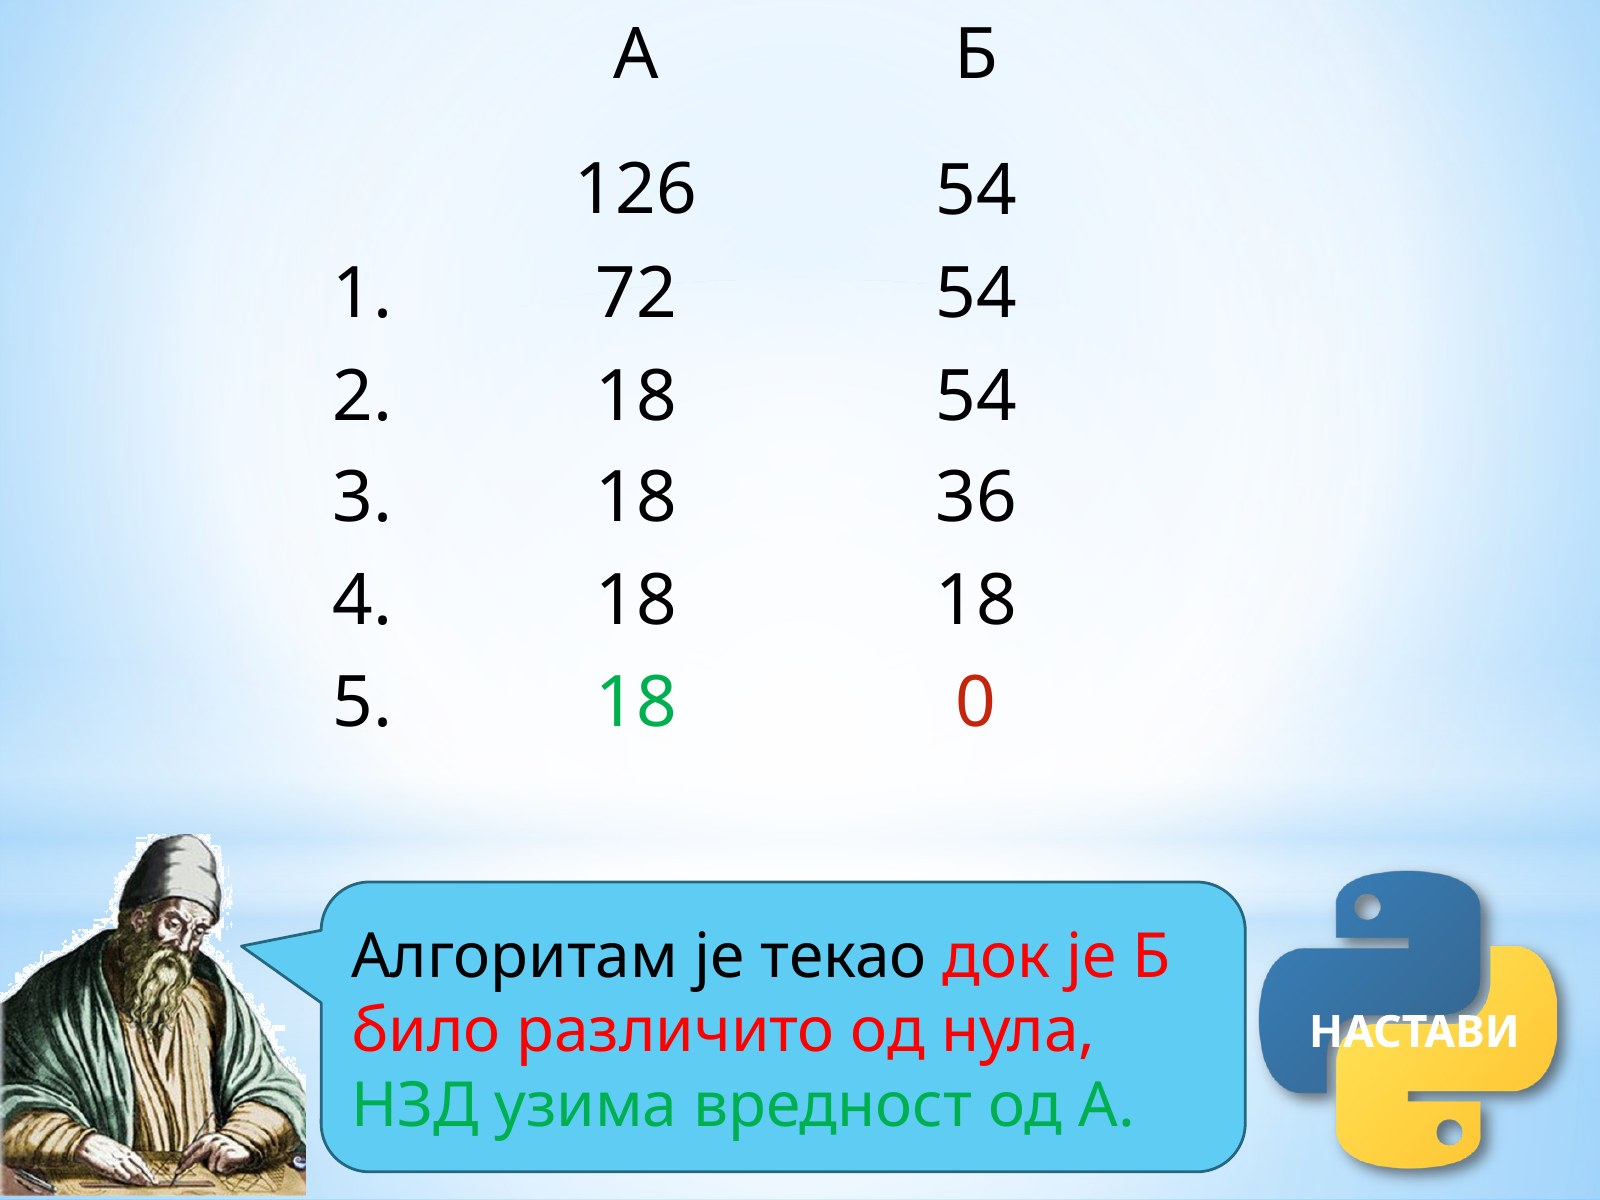 А Б
126 54
1. 72 54
2. 18 54
3. 18 36
4. 18 18
5. 18 0
Алгоритам је текао док је Б
било различито од нула,
НЗД узима вредност од А.
НАСТАВИ